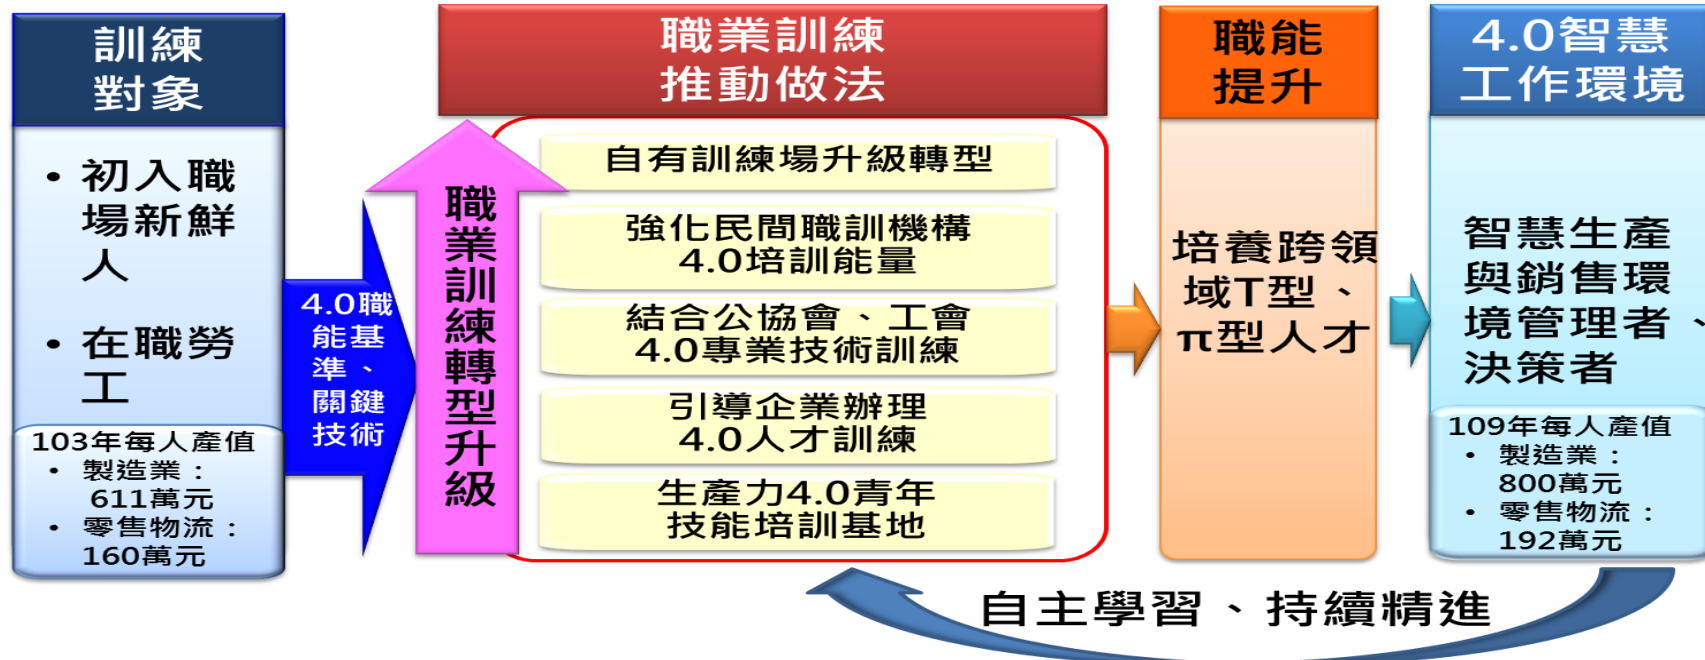 訓練
對象
• 初入職
場新鮮
人
• 在職勞
工
103年每人產值
• 製造業：
611萬元
• 零售物流：
160萬元
4.0職
能基
準、
關鍵
技術
職業訓練轉型升級
職業訓練
推動做法
自有訓練場升級轉型
強化民間職訓機構
4.0培訓能量
結合公協會、工會
4.0專業技術訓練
引導企業辦理
4.0人才訓練
生產力4.0青年
技能培訓基地
職能
提升
培養跨領
域T型、
π型人才
4.0智慧
工作環境
智慧生產
與銷售環
境管理者、
決策者
109年每人產值
• 製造業：
800萬元
• 零售物流：
192萬元
自主學習、持續精進